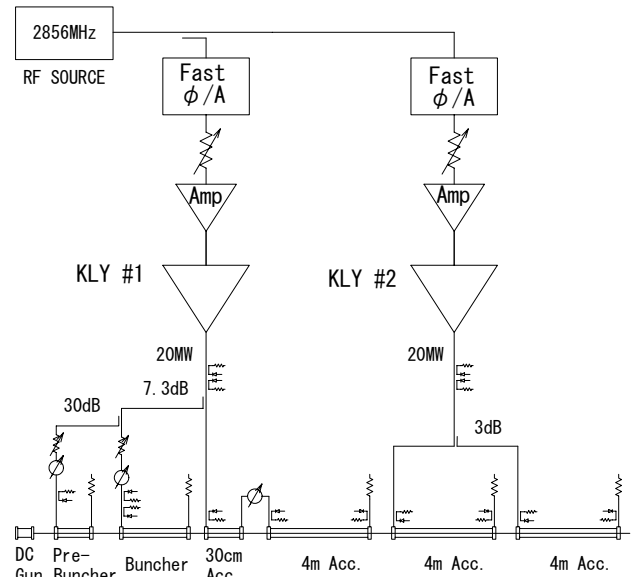 2856MHz
RF SOURCE
Fast
φ/A
Fast
φ/A
Amp
Amp
KLY #1
KLY #2
20MW
20MW
7.3dB
30dB
3dB
DC
Gun
Pre-
Buncher
Buncher
30cm
Acc.
4m Acc.
4m Acc.
4m Acc.